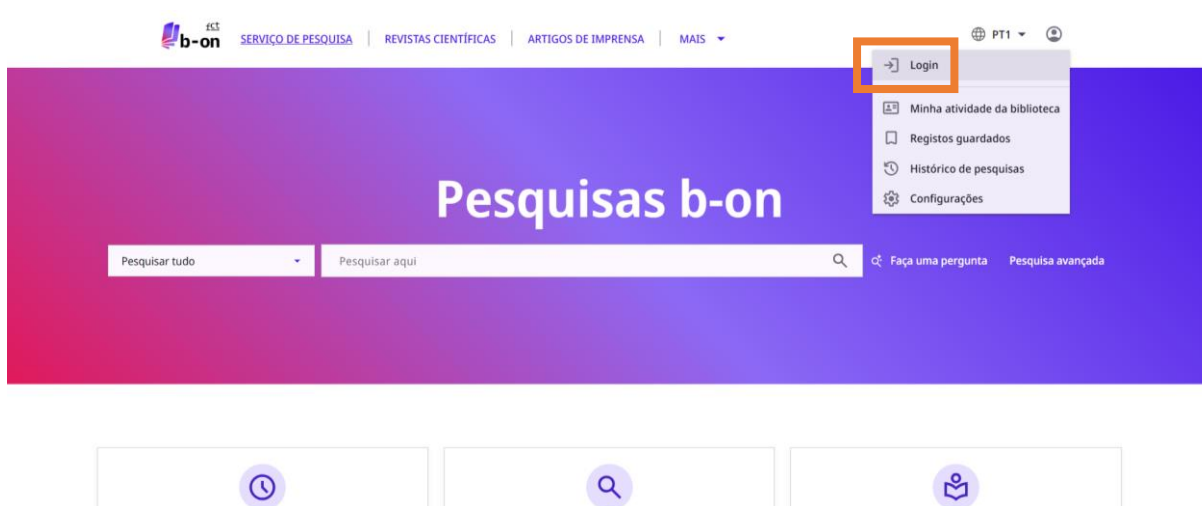 fct
b-on
SERVIÇO DE PESQUISA
REVISTAS CIENTÍFICAS
ARTIGOS DE IMPRENSA
MAIS
PT1
Login
Minha atividade da biblioteca
Registos guardados
Histórico de pesquisas
Configurações
Pesquisas b-on
Pesquisar tudo
Pesquisar aqui
Faça uma pergunta
Pesquisa avançada